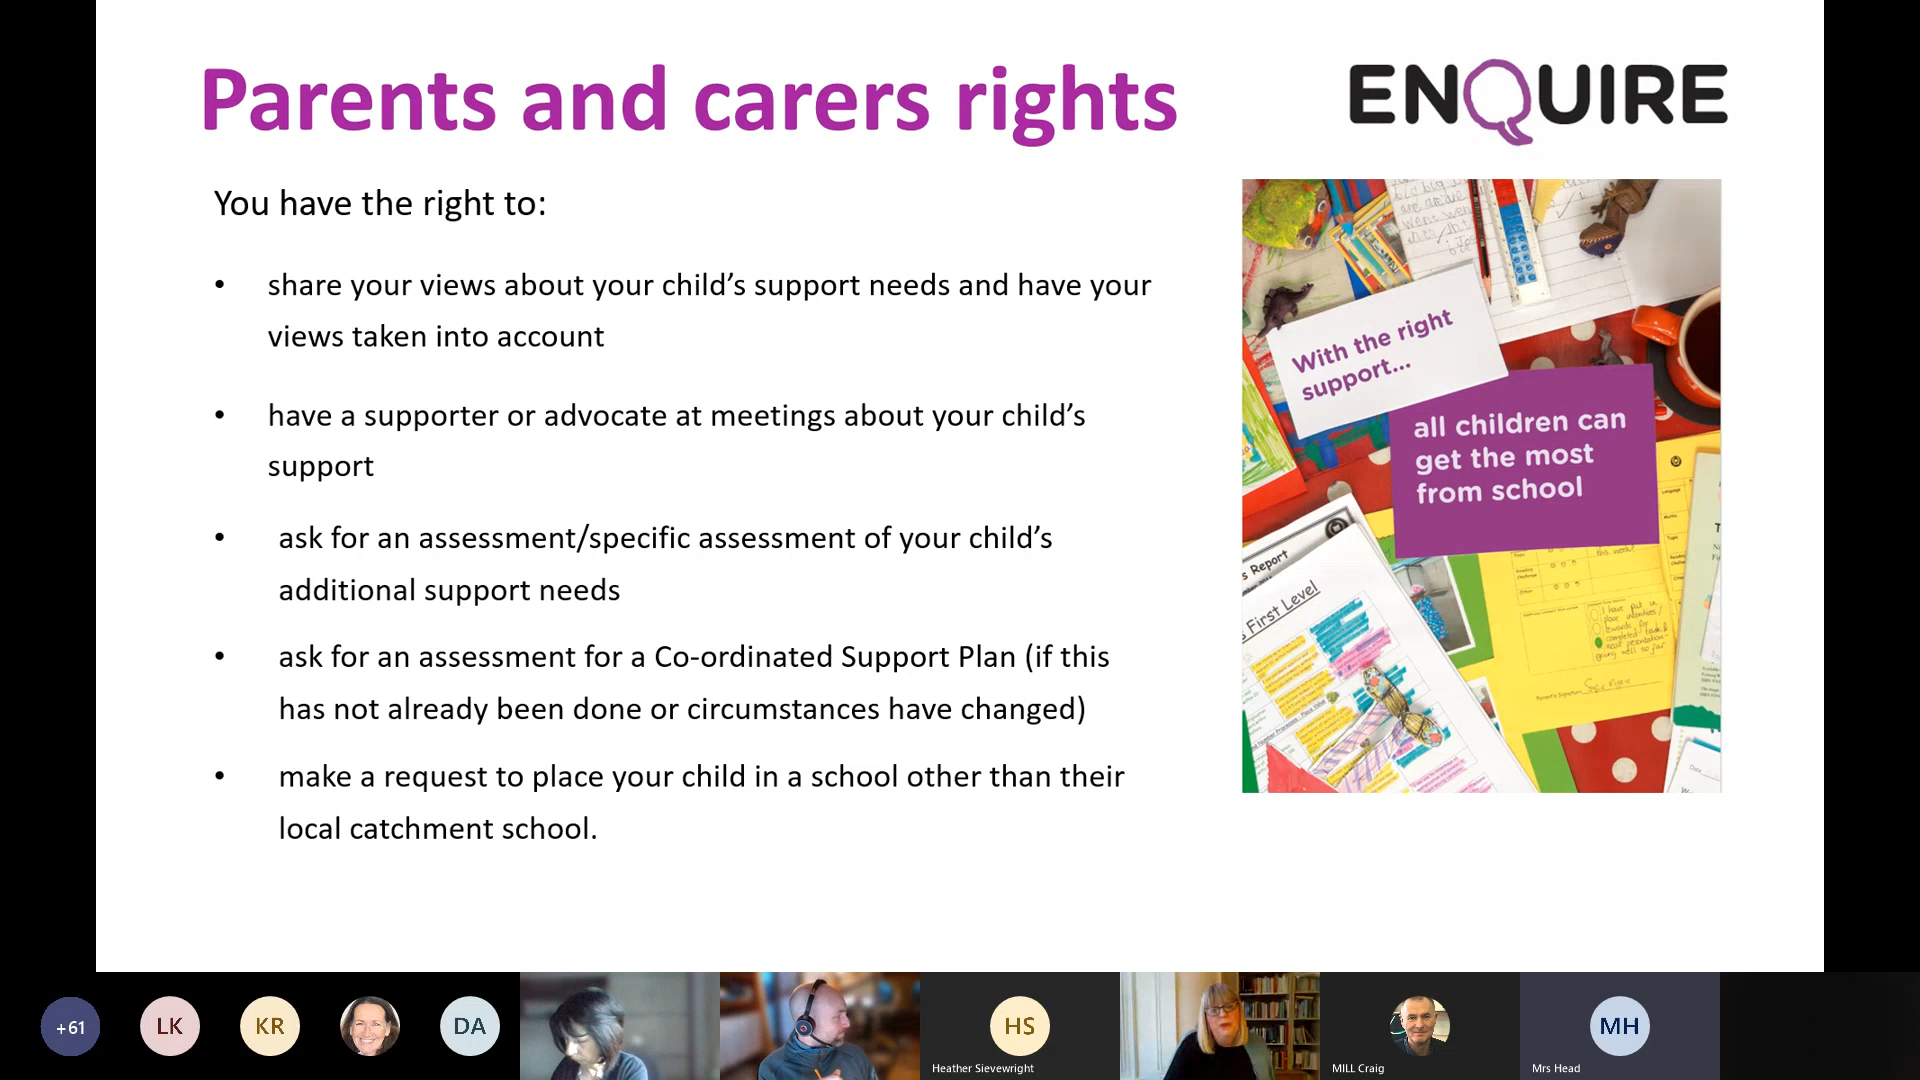 Parents and carers rights
ENQUIRE
You have the right to:
• share your views about your child’s support needs and have your
views taken into account
• have a supporter or advocate at meetings about your child’s
support
• ask for an assessment/specific assessment of your child’s
additional support needs
• ask for an assessment for a Co-ordinated Support Plan (if this
has not already been done or circumstances have changed)
• make a request to place your child in a school other than their
local catchment school.
With the right
support...
all children can
get the most
from school
s Report
First Level
+61
LK
KR
DA
HS
Heather Sievewright
MILL Craig
MH
Mrs Head